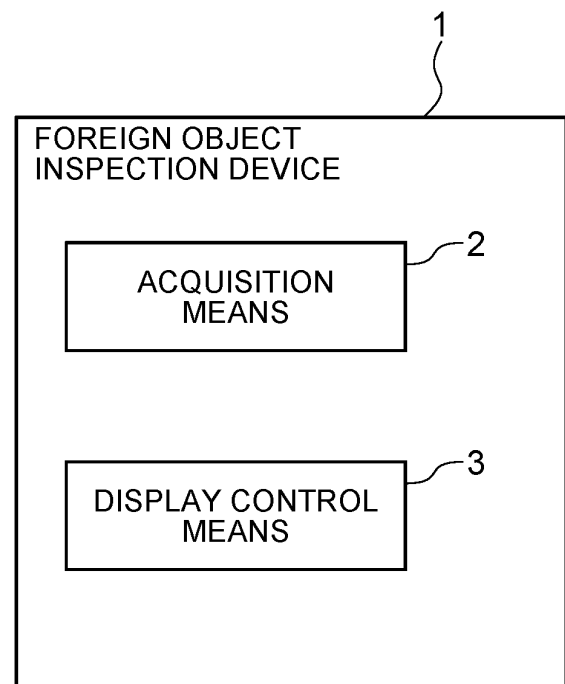 1
FOREIGN OBJECT
INSPECTION DEVICE
2
ACQUISITION
MEANS
3
DISPLAY CONTROL
MEANS